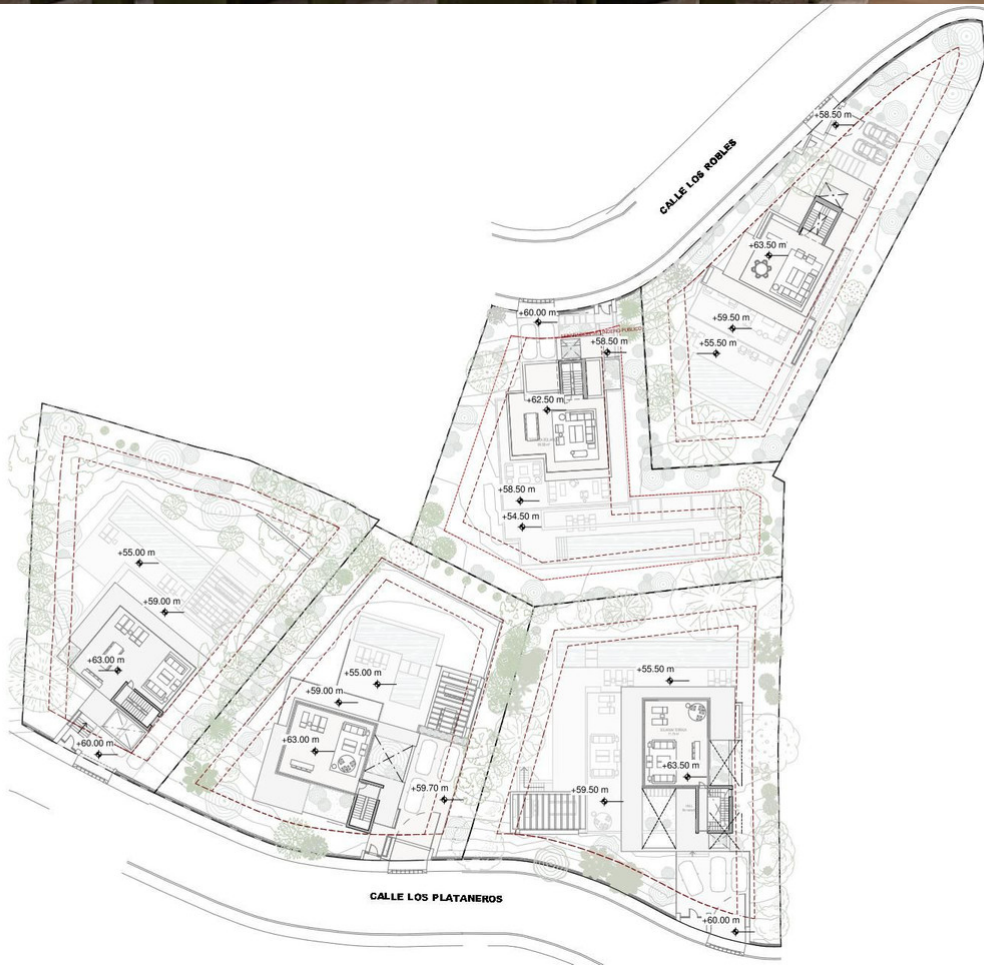 +58.50 m
CALLE LOS ROBLES
+63.50 m
+59.50 m
+55.50 m
+60.00 m
+58.50 m
+62.50 m
+58.50 m
+54.50 m
+55.00 m
+59.00 m
+63.00 m
+60.00 m
+55.00 m
+59.00 m
+63.00 m
+59.70 m
+55.50 m
+63.50 m
+59.50 m
+60.00 m
CALLE LOS PLATANEROS